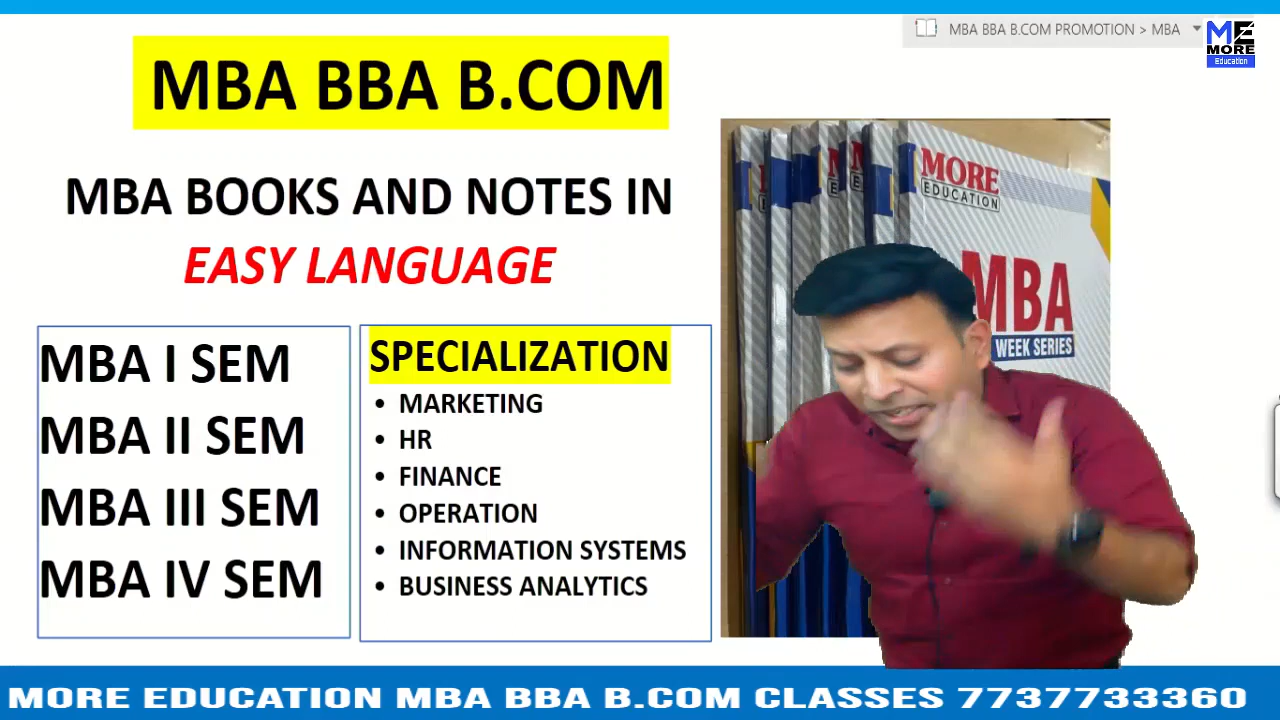 MBA BBA B.COM PROMOTION > MBA
ME
MORE
Education
MBA BBA B.COM
MBA BOOKS AND NOTES IN
EASY LANGUAGE
MBA I SEM
MBA II SEM
MBA III SEM
MBA IV SEM
SPECIALIZATION
• MARKETING
• HR
• FINANCE
• OPERATION
• INFORMATION SYSTEMS
• BUSINESS ANALYTICS
MORE
EDUCATION
MBA
WEEK SERIES
MORE EDUCATION MBA BBA B.COM CLASSES 7737733360